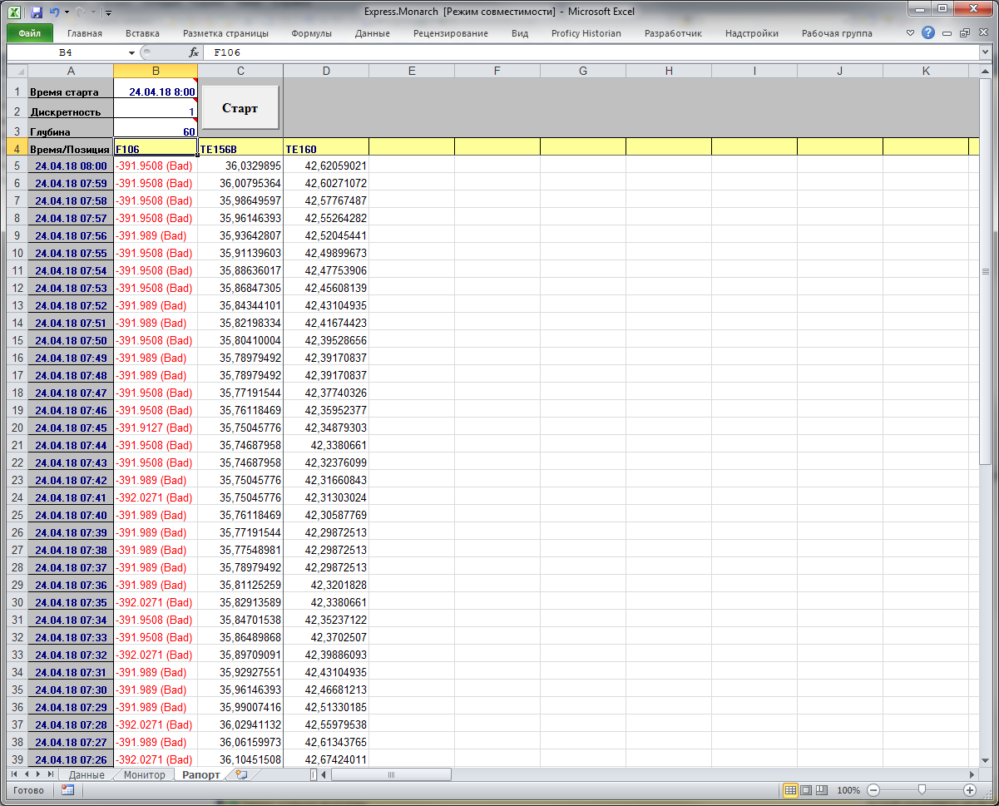 Express.Monarch [Режим совместимости] - Microsoft Excel
Файл Главная Вставка Разметка страницы Формулы Данные Рецензирование Вид Proficy Historian Разработчик Надстройки Рабочая группа
B4 fx F106
A B C D E F G H I J K
1 Время старта 24.04.18 8:00
Старт
2 Дискретность 1
3 Глубина 60
4 Время/Позиция F106 TE156B TE160
5 24.04.18 08:00 -391.9508 (Bad) 36,0329895 42,62059021
6 24.04.18 07:59 -391.9508 (Bad) 36,00795364 42,60271072
7 24.04.18 07:58 -391.9508 (Bad) 35,98649597 42,57767487
8 24.04.18 07:57 -391.9508 (Bad) 35,96146393 42,55264282
9 24.04.18 07:56 -391.989 (Bad) 35,93642807 42,52045441
10 24.04.18 07:55 -391.9508 (Bad) 35,91139603 42,49899673
11 24.04.18 07:54 -391.9508 (Bad) 35,88636017 42,47753906
12 24.04.18 07:53 -391.9508 (Bad) 35,86847305 42,45608139
13 24.04.18 07:52 -391.989 (Bad) 35,84344101 42,43104935
14 24.04.18 07:51 -391.989 (Bad) 35,82198334 42,41674423
15 24.04.18 07:50 -391.9508 (Bad) 35,80410004 42,39528656
16 24.04.18 07:49 -391.989 (Bad) 35,78979492 42,39170837
17 24.04.18 07:48 -391.989 (Bad) 35,78979492 42,39170837
18 24.04.18 07:47 -391.9508 (Bad) 35,77191544 42,37740326
19 24.04.18 07:46 -391.9508 (Bad) 35,76118469 42,35952377
20 24.04.18 07:45 -391.9127 (Bad) 35,75045776 42,34879303
21 24.04.18 07:44 -391.9508 (Bad) 35,74687958 42,3380661
22 24.04.18 07:43 -391.9508 (Bad) 35,74687958 42,32376099
23 24.04.18 07:42 -391.989 (Bad) 35,75045776 42,31660843
24 24.04.18 07:41 -392.0271 (Bad) 35,75045776 42,31303024
25 24.04.18 07:40 -391.989 (Bad) 35,76118469 42,30587769
26 24.04.18 07:39 -391.989 (Bad) 35,77191544 42,29872513
27 24.04.18 07:38 -391.989 (Bad) 35,77548981 42,29872513
28 24.04.18 07:37 -391.989 (Bad) 35,78979492 42,29872513
29 24.04.18 07:36 -391.989 (Bad) 35,81125259 42,3201828
30 24.04.18 07:35 -392.0271 (Bad) 35,82913589 42,3380661
31 24.04.18 07:34 -391.9508 (Bad) 35,84701538 42,35237122
32 24.04.18 07:33 -391.9508 (Bad) 35,86489868 42,3702507
33 24.04.18 07:32 -392.0271 (Bad) 35,89709091 42,39886093
34 24.04.18 07:31 -391.989 (Bad) 35,92927551 42,43104935
35 24.04.18 07:30 -391.989 (Bad) 35,96146393 42,46681213
36 24.04.18 07:29 -391.989 (Bad) 35,99007416 42,51330185
37 24.04.18 07:28 -392.0271 (Bad) 36,02941132 42,55979538
38 24.04.18 07:27 -391.989 (Bad) 36,06159973 42,61343765
39 24.04.18 07:26 -392.0271 (Bad) 36,10451508 42,67424011
Данные Монитор Рапорт
Готово 100%